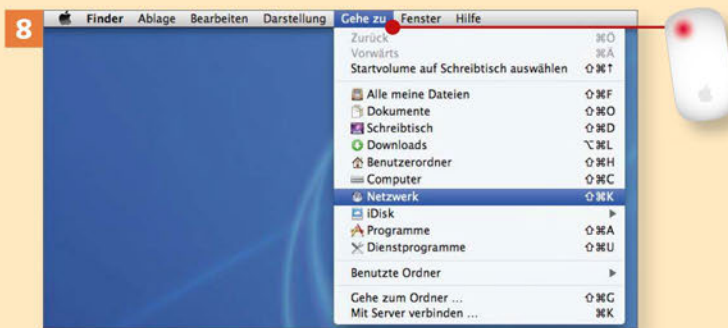 8
Finder Ablage Bearbeiten Darstellung Gehe zu Fenster Hilfe
Zurück ⌘Ö
Vorwärts ⌘Ä
Startvolume auf Schreibtisch auswählen ⇧⌘↑
Alle meine Dateien ⇧⌘F
Dokumente ⇧⌘O
Schreibtisch ⇧⌘D
Downloads ⌥⌘L
Benutzerordner ⇧⌘H
Computer ⇧⌘C
Netzwerk ⇧⌘K
iDisk
Programme ⇧⌘A
Dienstprogramme ⇧⌘U
Benutzte Ordner
Gehe zum Ordner ... ⇧⌘G
Mit Server verbinden ... ⌘K